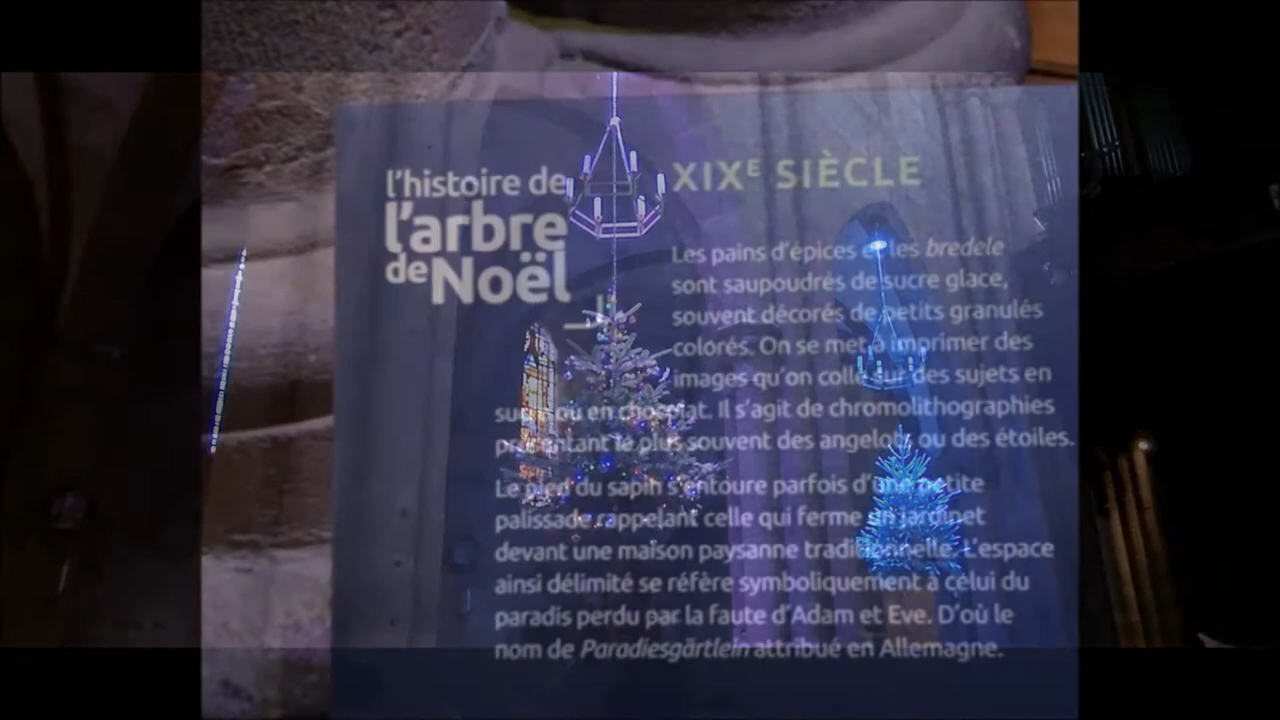 l'histoire de
l'arbre
de Noël
XIXE SIÈCLE
Les pains d'épices et les bredele
sont saupoudrés de sucre glace,
souvent décorés de petits granulés
colorés. On se met à imprimer des
images qu'on colle sur des sujets en
sucre ou en chocolat. Il s'agit de chromolithographies
présentant le plus souvent des angelots ou des étoiles.
Le pied du sapin s'entoure parfois d'une petite
palissade rappelant celle qui ferme un jardinet
devant une maison paysanne traditionnelle. L'espace
ainsi délimité se réfère symboliquement à celui du
paradis perdu par la faute d'Adam et Eve. D'où le
nom de Paradiesgärtlein attribué en Allemagne.